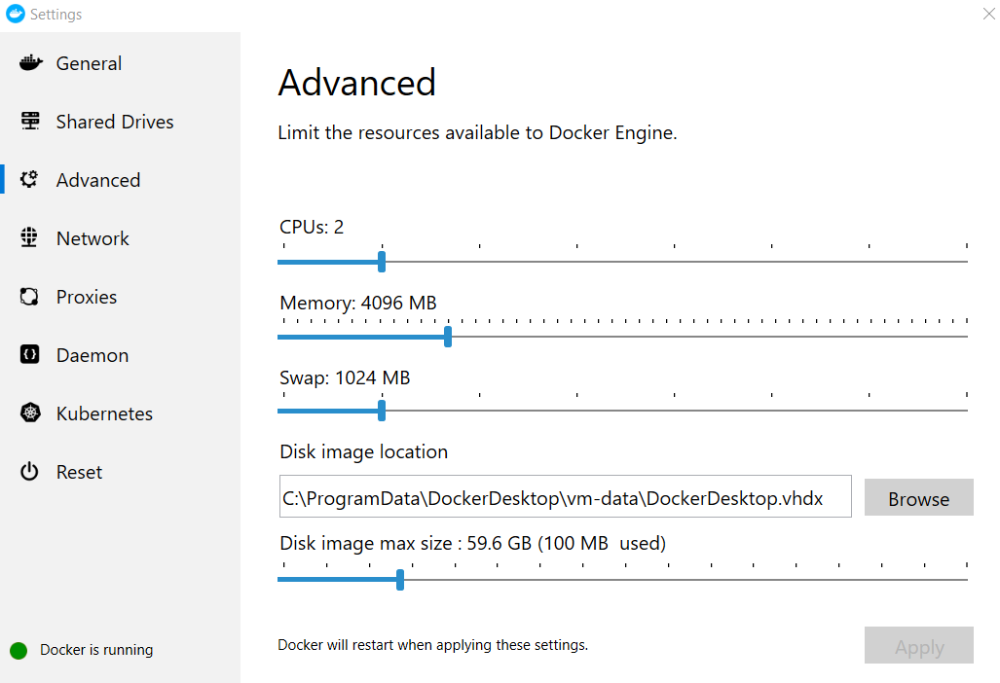 Settings
General
Shared Drives
Advanced
Network
Proxies
Daemon
Kubernetes
Reset
Docker is running
Advanced
Limit the resources available to Docker Engine.
CPUs: 2
Memory: 4096 MB
Swap: 1024 MB
Disk image location
C:\ProgramData\DockerDesktop\vm-data\DockerDesktop.vhdx
Browse
Disk image max size : 59.6 GB (100 MB  used)
Docker will restart when applying these settings.
Apply